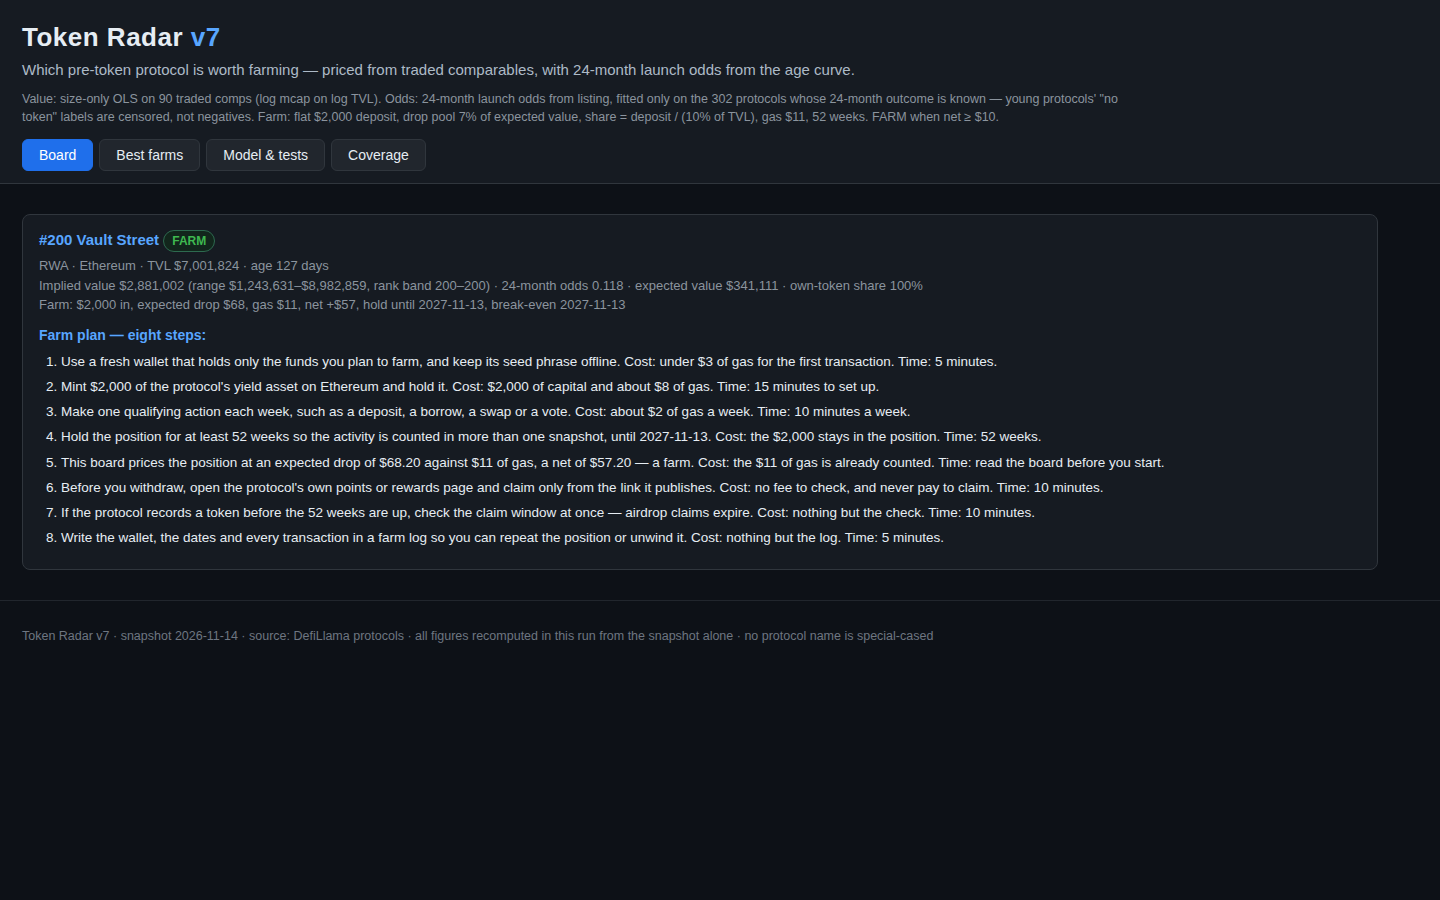 Token Radar v7
Which pre-token protocol is worth farming — priced from traded comparables, with 24-month launch odds from the age curve.
Value: size-only OLS on 90 traded comps (log mcap on log TVL). Odds: 24-month launch odds from listing, fitted only on the 302 protocols whose 24-month outcome is known — young protocols' "no
token" labels are censored, not negatives. Farm: flat $2,000 deposit, drop pool 7% of expected value, share = deposit / (10% of TVL), gas $11, 52 weeks. FARM when net ≥ $10.
Board Best farms Model & tests Coverage
#200 Vault Street FARM
RWA · Ethereum · TVL $7,001,824 · age 127 days
Implied value $2,881,002 (range $1,243,631–$8,982,859, rank band 200–200) · 24-month odds 0.118 · expected value $341,111 · own-token share 100%
Farm: $2,000 in, expected drop $68, gas $11, net +$57, hold until 2027-11-13, break-even 2027-11-13
Farm plan — eight steps:
1. Use a fresh wallet that holds only the funds you plan to farm, and keep its seed phrase offline. Cost: under $3 of gas for the first transaction. Time: 5 minutes.
2. Mint $2,000 of the protocol's yield asset on Ethereum and hold it. Cost: $2,000 of capital and about $8 of gas. Time: 15 minutes to set up.
3. Make one qualifying action each week, such as a deposit, a borrow, a swap or a vote. Cost: about $2 of gas a week. Time: 10 minutes a week.
4. Hold the position for at least 52 weeks so the activity is counted in more than one snapshot, until 2027-11-13. Cost: the $2,000 stays in the position. Time: 52 weeks.
5. This board prices the position at an expected drop of $68.20 against $11 of gas, a net of $57.20 — a farm. Cost: the $11 of gas is already counted. Time: read the board before you start.
6. Before you withdraw, open the protocol's own points or rewards page and claim only from the link it publishes. Cost: no fee to check, and never pay to claim. Time: 10 minutes.
7. If the protocol records a token before the 52 weeks are up, check the claim window at once — airdrop claims expire. Cost: nothing but the check. Time: 10 minutes.
8. Write the wallet, the dates and every transaction in a farm log so you can repeat the position or unwind it. Cost: nothing but the log. Time: 5 minutes.
Token Radar v7 · snapshot 2026-11-14 · source: DefiLlama protocols · all figures recomputed in this run from the snapshot alone · no protocol name is special-cased